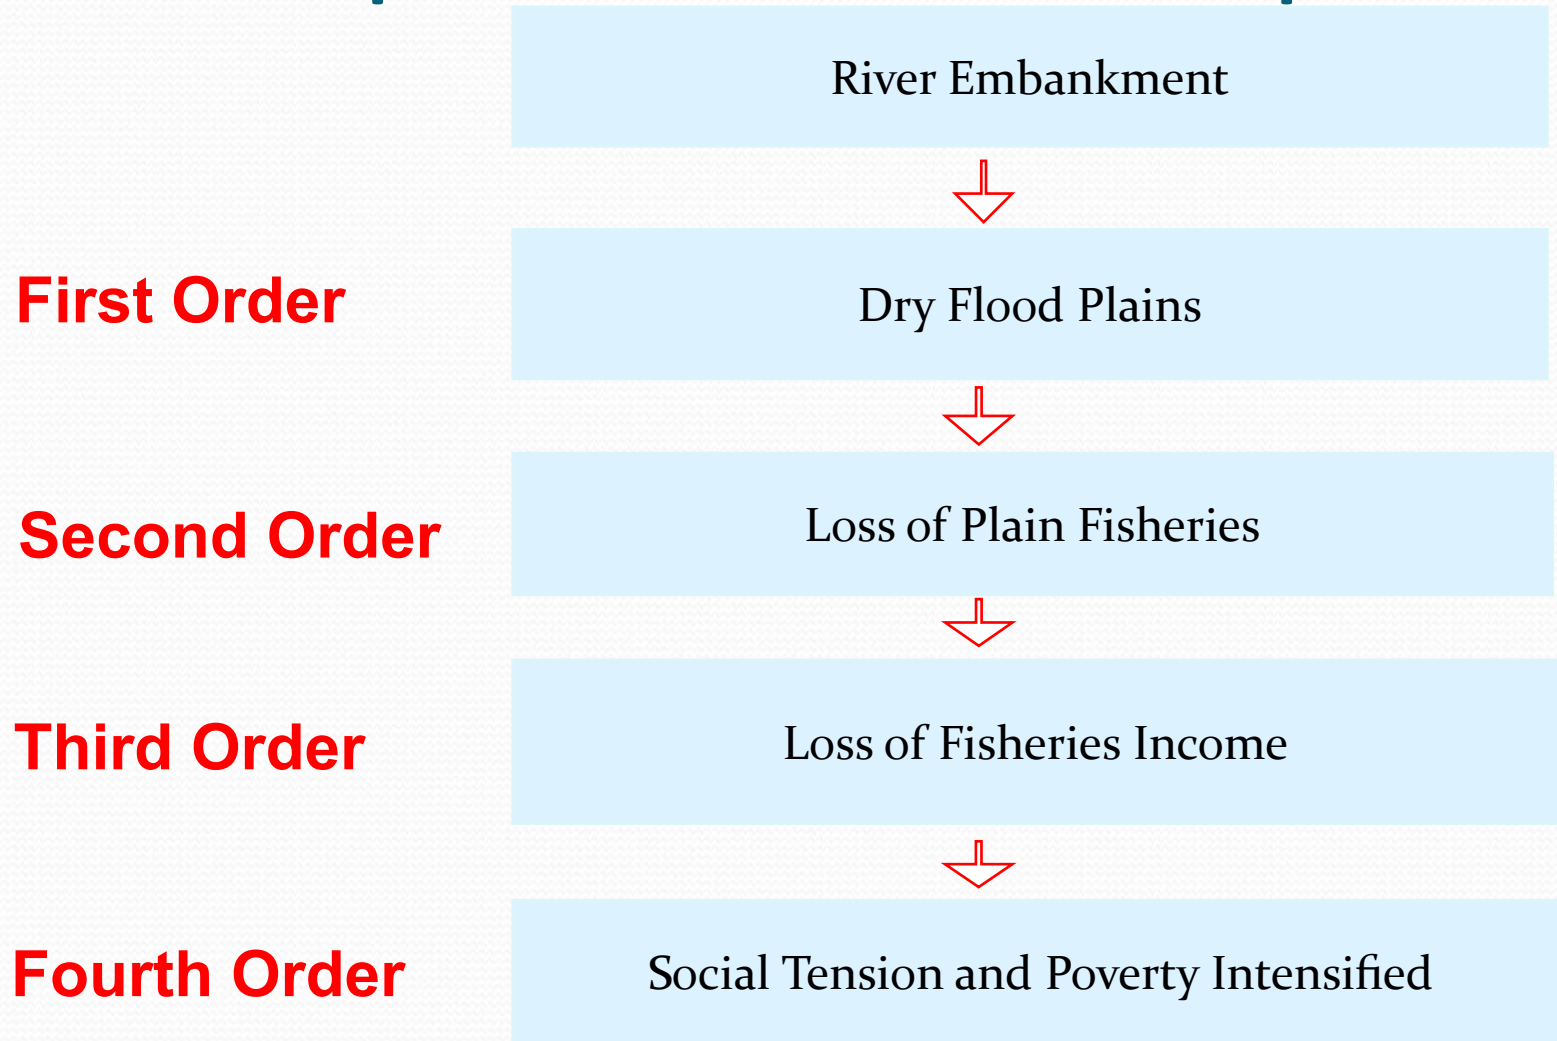 River Embankment
First Order
Dry Flood Plains
Second Order
Loss of Plain Fisheries
Third Order
Loss of Fisheries Income
Fourth Order
Social Tension and Poverty Intensified